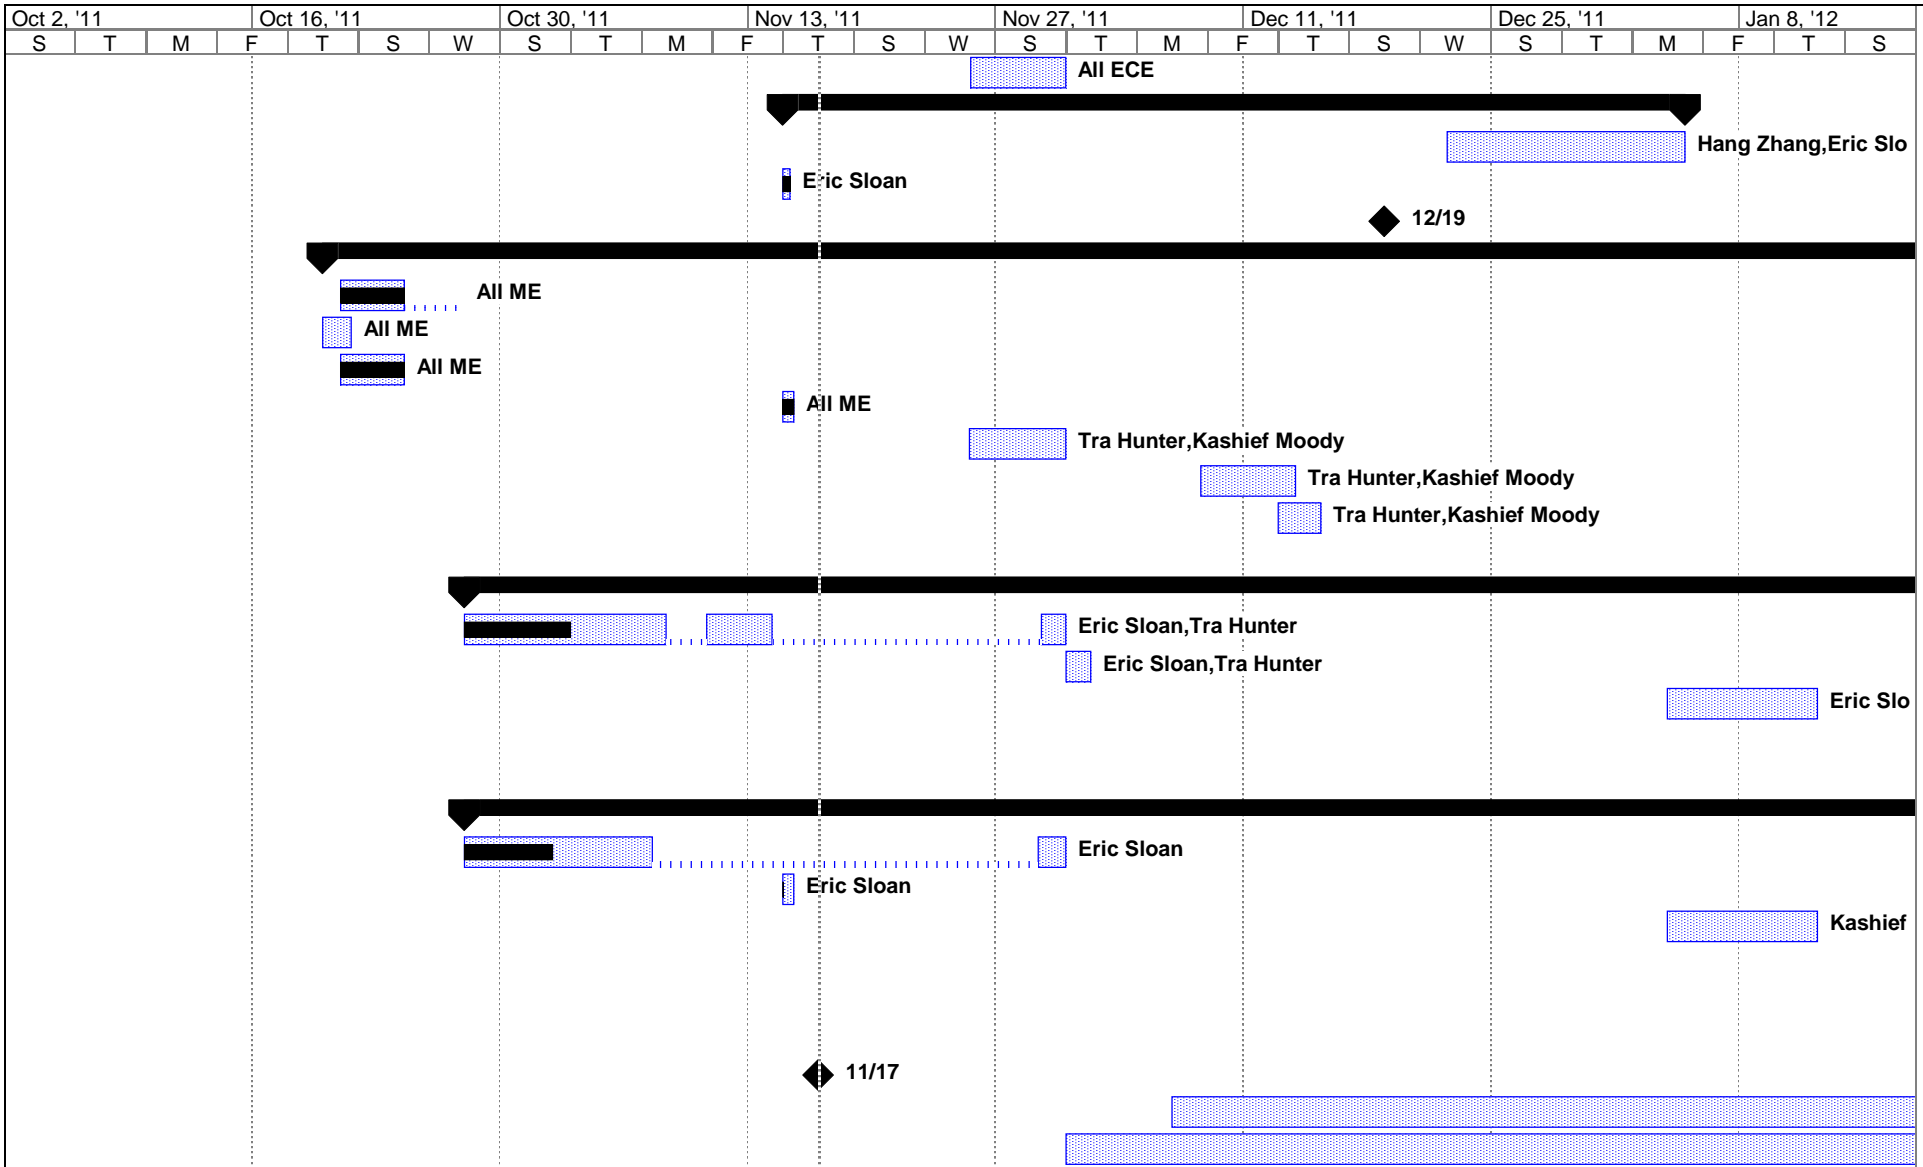 Oct 2, '11 Oct 16, '11 Oct 30, '11 Nov 13, '11 Nov 27, '11 Dec 11, '11 Dec 25, '11 Jan 8, '12
S T M F T S W S T M F T S W S T M F T S W S T M F T S
All ECE
Hang Zhang,Eric Slo
Eric Sloan
12/19
All ME
All ME
All ME
All ME
Tra Hunter,Kashief Moody
Tra Hunter,Kashief Moody
Tra Hunter,Kashief Moody
Eric Sloan,Tra Hunter
Eric Sloan,Tra Hunter
Eric Slo
Eric Sloan
Eric Sloan
Kashief
11/17